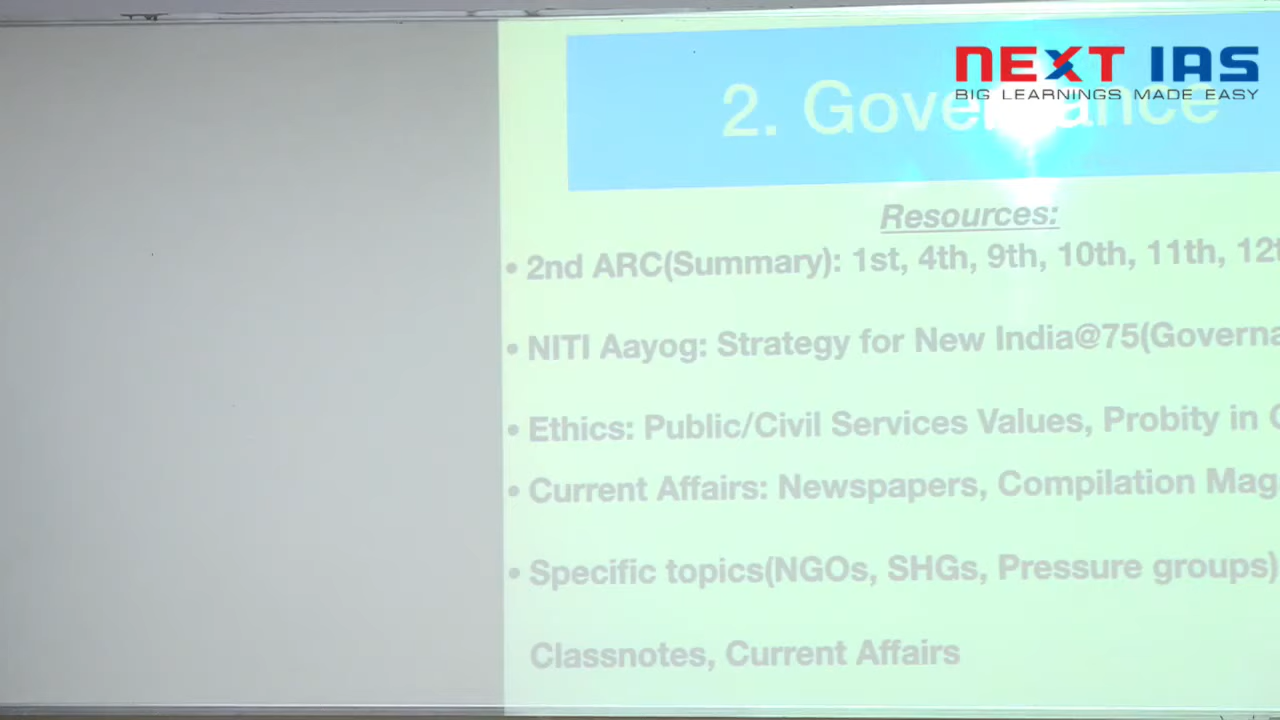 NEXT IAS
BIG LEARNINGS MADE EASY
2. Governance
Resources:
• 2nd ARC(Summary): 1st, 4th, 9th, 10th, 11th,
• NITI Aayog: Strategy for New India@75
• Ethics: Public/Civil Services Values, Probity in
• Current Affairs: Newspapers, Compilation
• Specific topics(NGOs, SHGs, Pressure groups)
Classnotes, Current Affairs